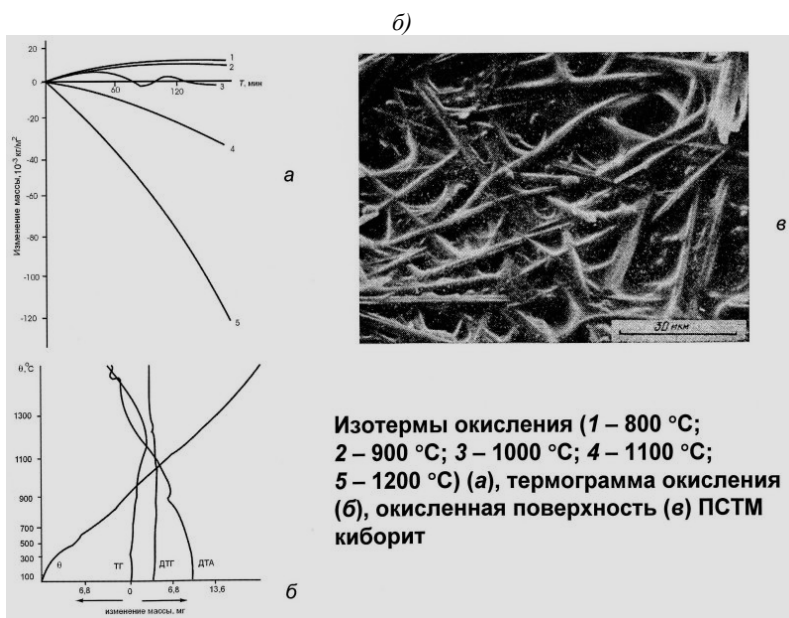 б)
20
0
-20
-40
-60
-80
-100
-120
Изменение массы,10⁻³ кг/м²
60
120
T, мин
1
2
3
4
5
а
30 мкм
в
θ,°C
1300
1100
900
700
500
300
100
θ
ТГ
ДТГ
ДТА
6,8
0
6,8
13,6
изменение массы, мг
б
Изотермы окисления (1 – 800 °C;
2 – 900 °C; 3 – 1000 °C; 4 – 1100 °C;
5 – 1200 °C) (а), термограмма окисления
(б), окисленная поверхность (в) ПСТМ
киборит